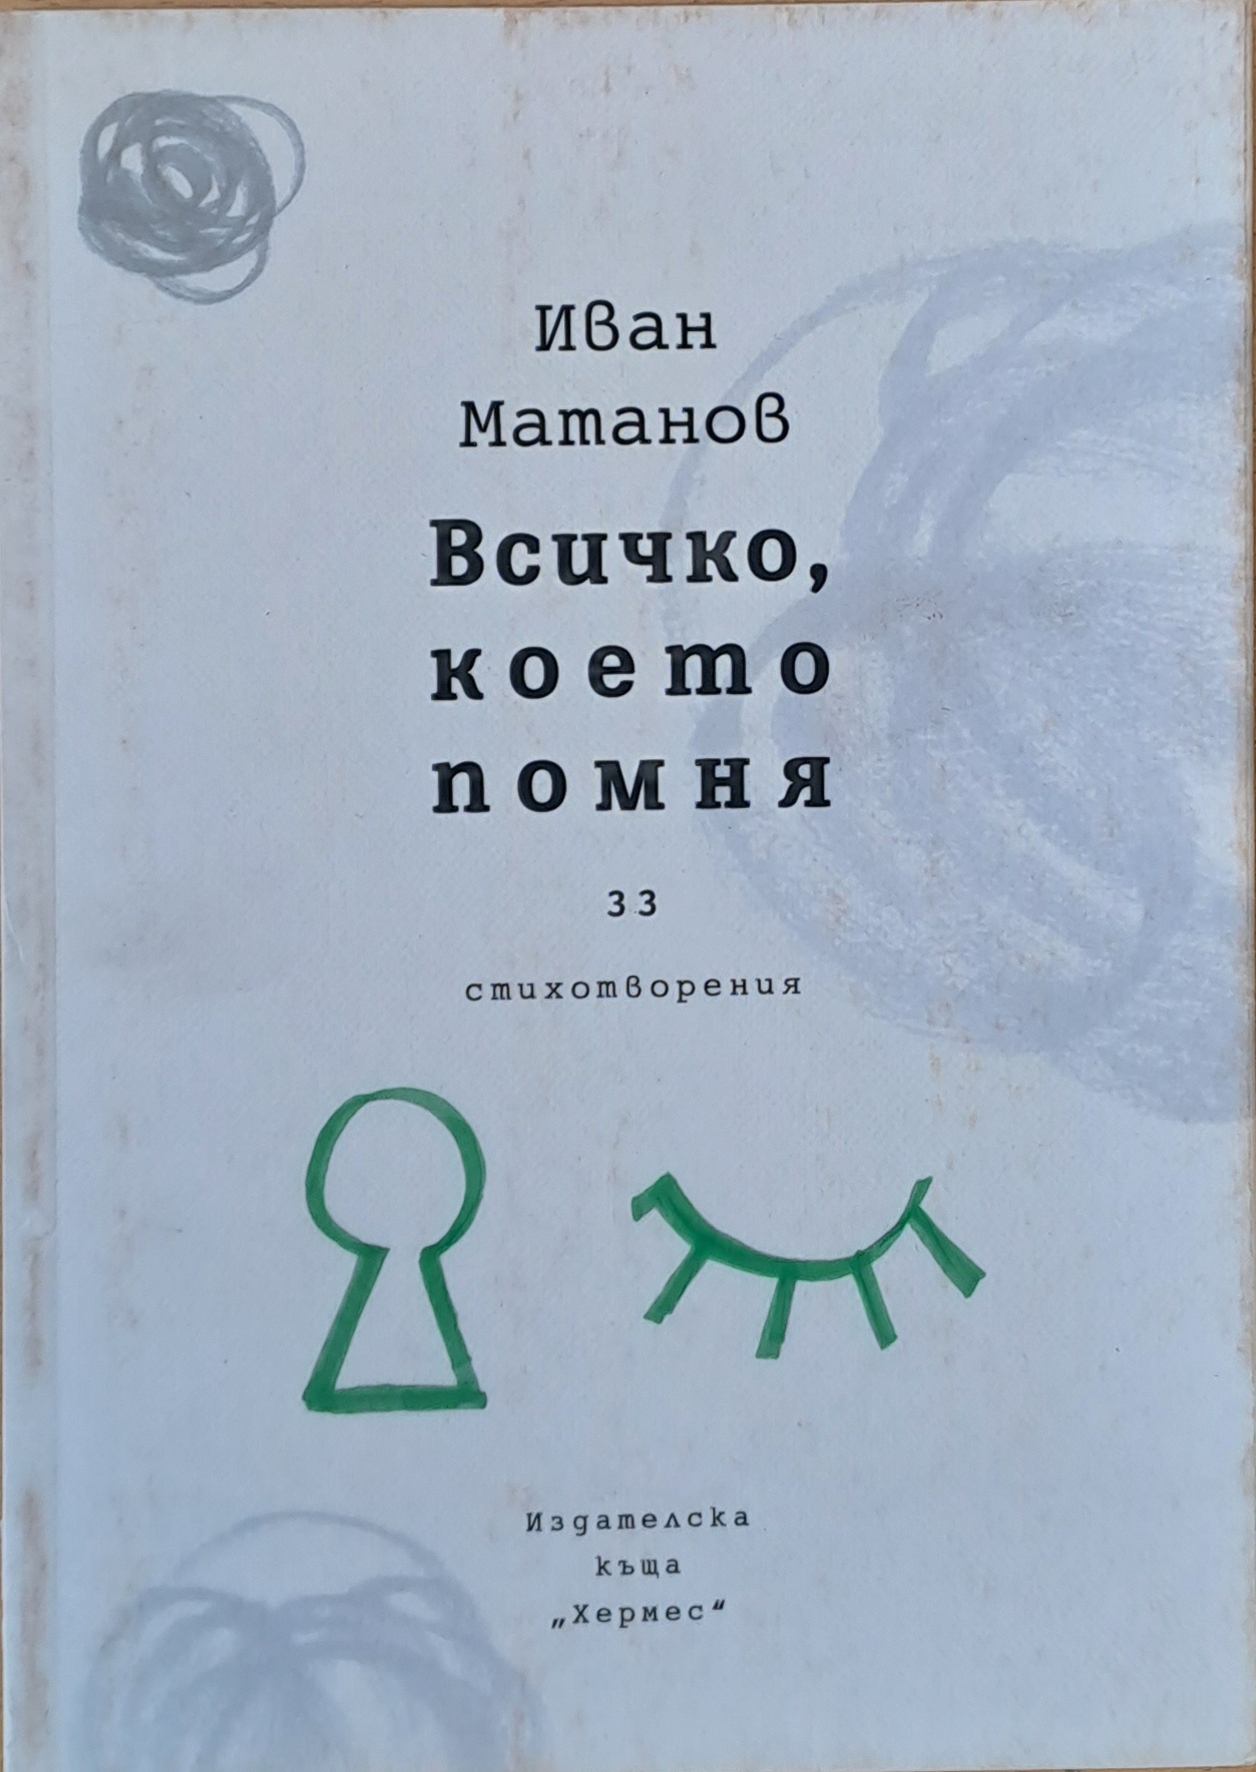 Иван
Матанов
Всичко,
което
помня
33
стихотворения
Издателска
къща
„Хермес“